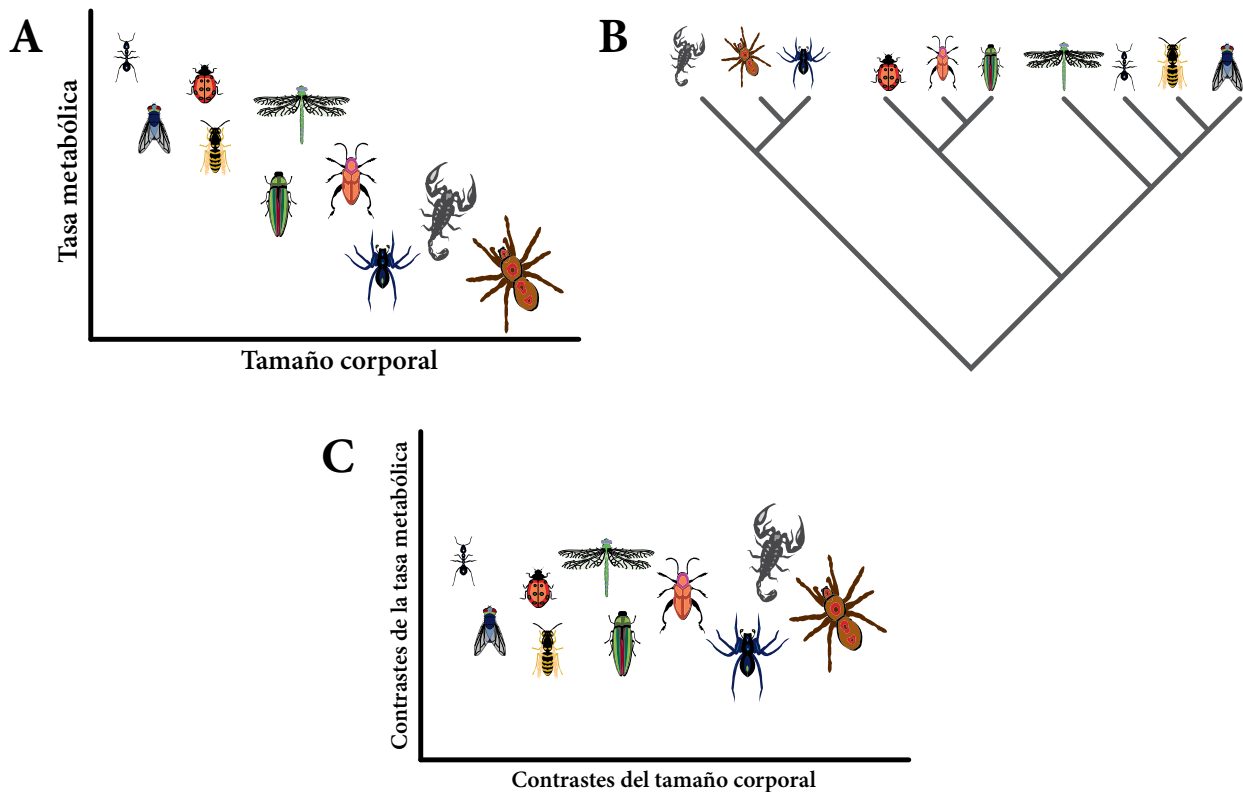 A
Tasa metabólica
Tamaño corporal
B
C
Contrastes de la tasa metabólica
Contrastes del tamaño corporal